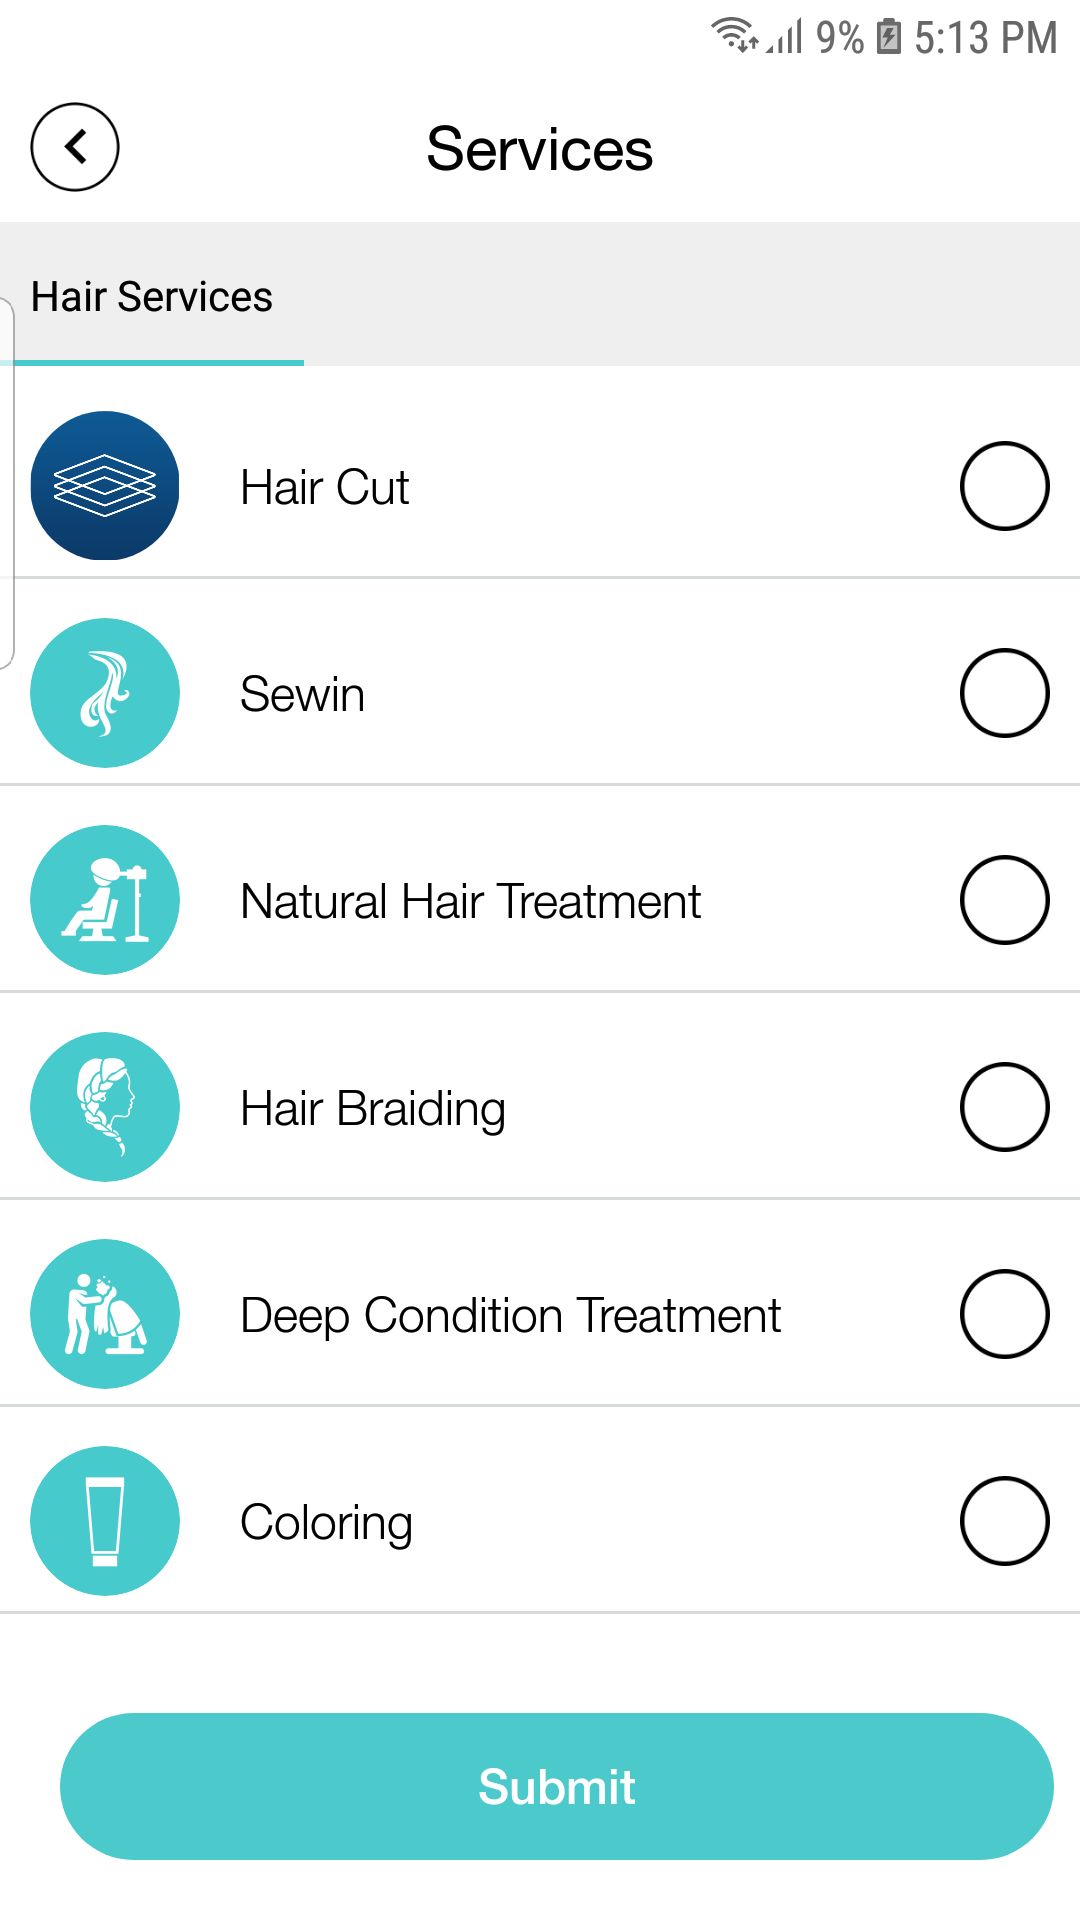 9% 5:13 PM
Services
Hair Services
Hair Cut
Sewin
Natural Hair Treatment
Hair Braiding
Deep Condition Treatment
Coloring
Submit